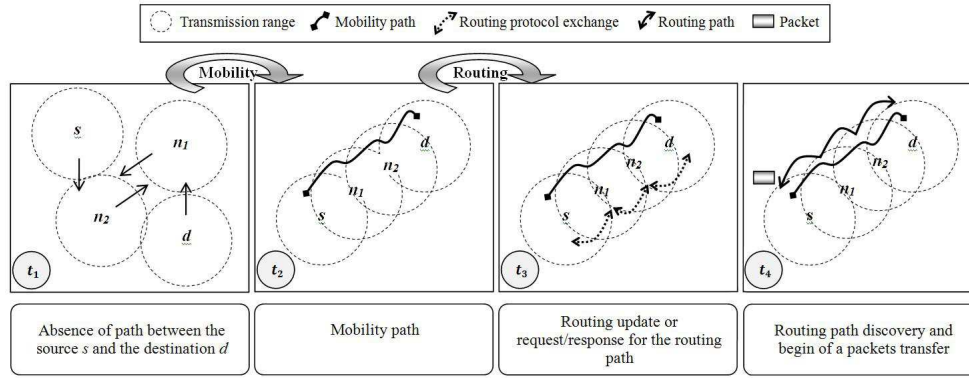 Transmission range Mobility path Routing protocol exchange Routing path Packet
Mobility Routing
s
n1
n2
d
t1
d
n2
n1
s
t2
d
n2
n1
s
t3
d
n2
n1
s
t4
Absence of path between the
source s and the destination d
Mobility path
Routing update or
request/response for the routing
path
Routing path discovery and
begin of a packets transfer